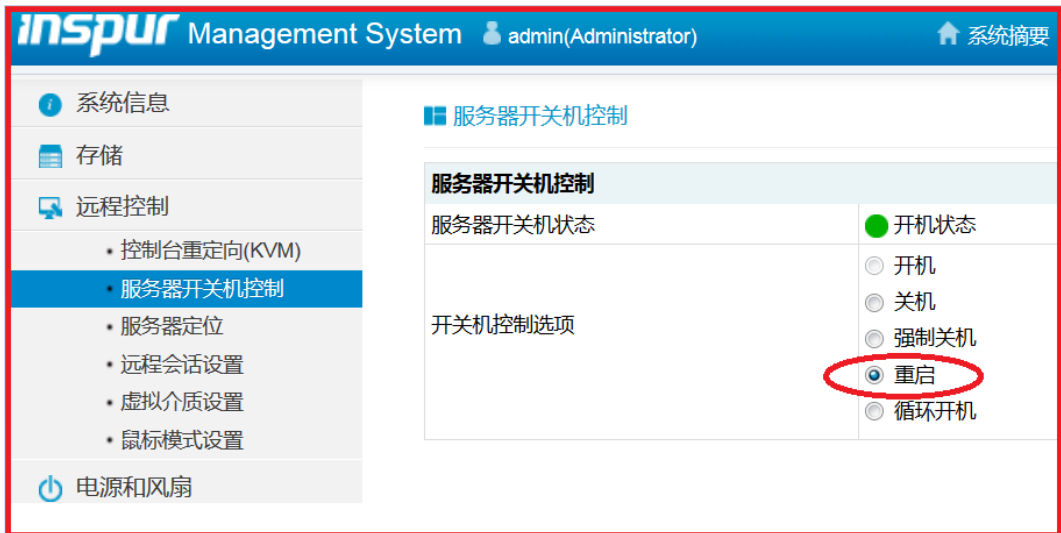 inspur Management System admin(Administrator) 系统摘要
系统信息
存储
远程控制
• 控制台重定向(KVM)
• 服务器开关机控制
• 服务器定位
• 远程会话设置
• 虚拟介质设置
• 鼠标模式设置
电源和风扇
服务器开关机控制
服务器开关机控制
服务器开关机状态 开机状态
开关机控制选项
开机
关机
强制关机
重启
循环开机